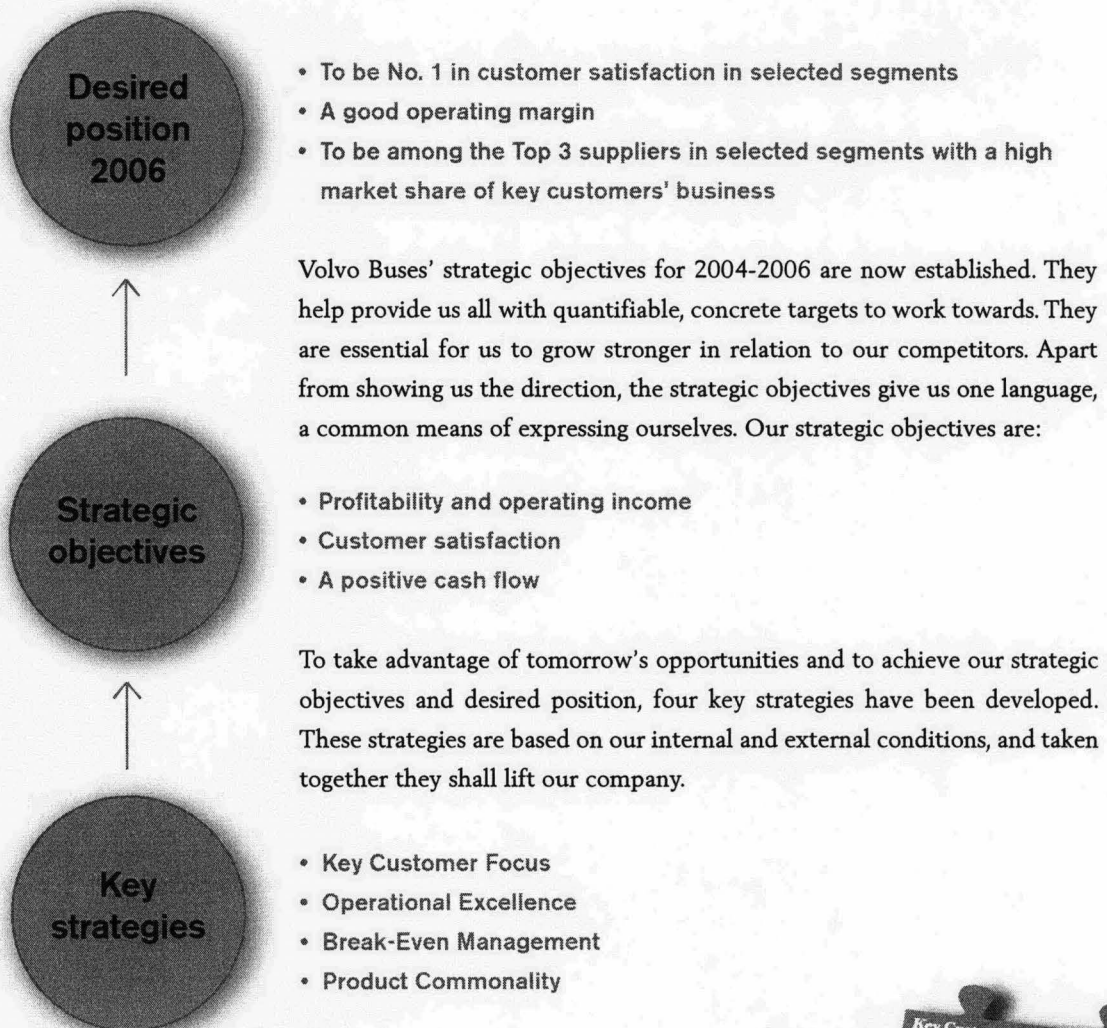 Desired
position
2006
• To be No. 1 in customer satisfaction in selected segments
• A good operating margin
• To be among the Top 3 suppliers in selected segments with a high
market share of key customers' business
Volvo Buses' strategic objectives for 2004-2006 are now established. They
help provide us all with quantifiable, concrete targets to work towards. They
are essential for us to grow stronger in relation to our competitors. Apart
from showing us the direction, the strategic objectives give us one language,
a common means of expressing ourselves. Our strategic objectives are:
Strategic
objectives
• Profitability and operating income
• Customer satisfaction
• A positive cash flow
To take advantage of tomorrow's opportunities and to achieve our strategic
objectives and desired position, four key strategies have been developed.
These strategies are based on our internal and external conditions, and taken
together they shall lift our company.
Key
strategies
• Key Customer Focus
• Operational Excellence
• Break-Even Management
• Product Commonality
Key